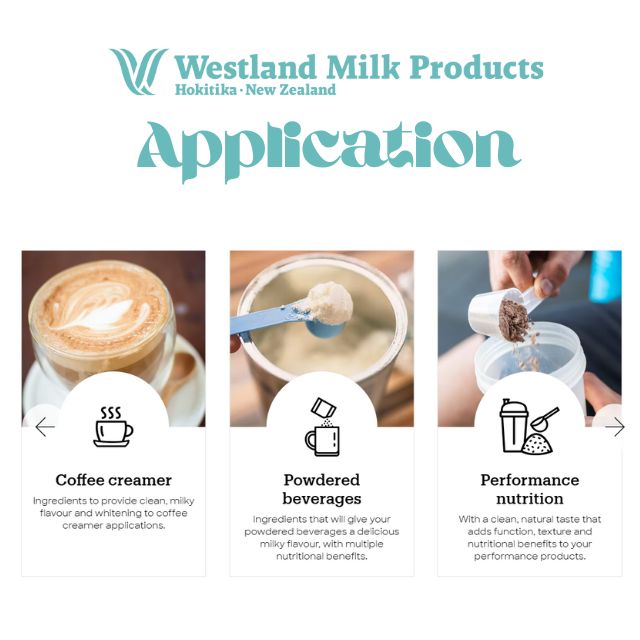 Westland Milk Products
Hokitika · New Zealand
Application
Coffee creamer
Ingredients to provide clean, milky
flavour and whitening to coffee
creamer applications.
Powdered
beverages
Ingredients that will give your
powdered beverages a delicious
milky flavour, with multiple
nutritional benefits.
Performance
nutrition
With a clean, natural taste that
adds function, texture and
nutritional benefits to your
performance products.